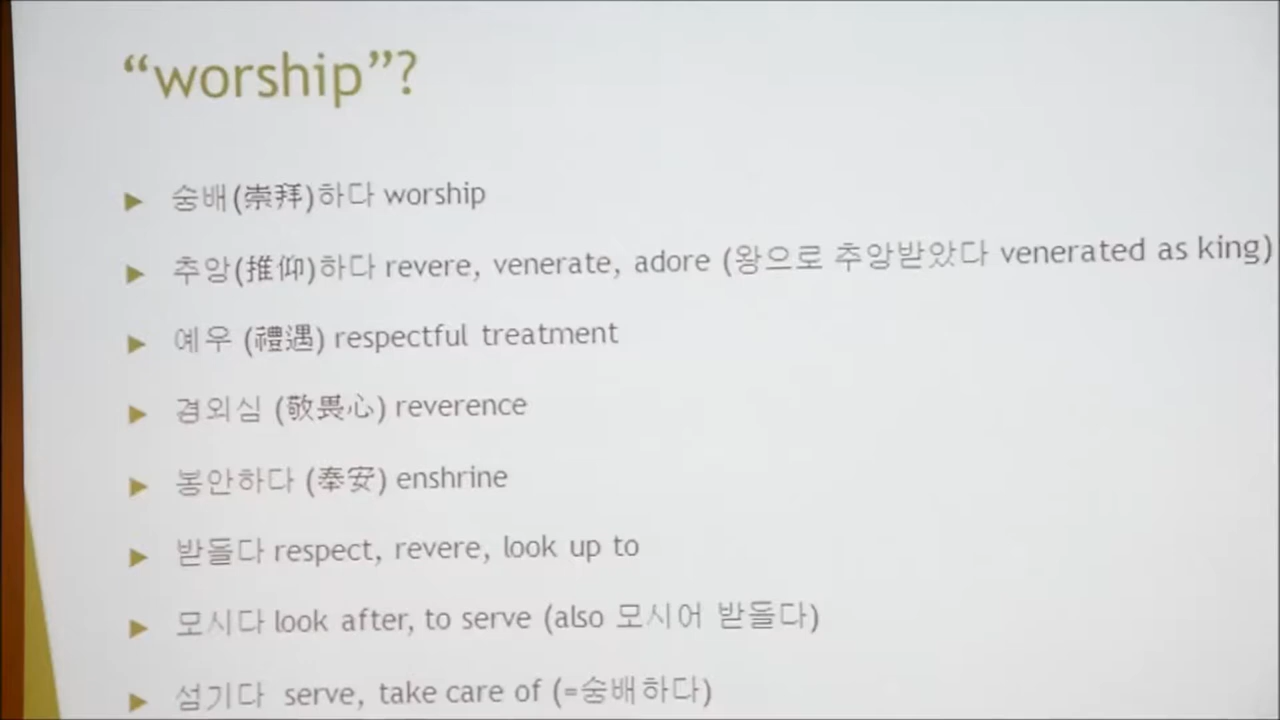 “worship”?
숭배(崇拜)하다 worship
추앙(推仰)하다 revere, venerate, adore (왕으로 추앙받았다 venerated as king)
예우 (禮遇) respectful treatment
경외심 (敬畏心) reverence
봉안하다 (奉安) enshrine
받들다 respect, revere, look up to
모시다 look after, to serve (also 모시어 받들다)
섬기다 serve, take care of (=숭배하다)